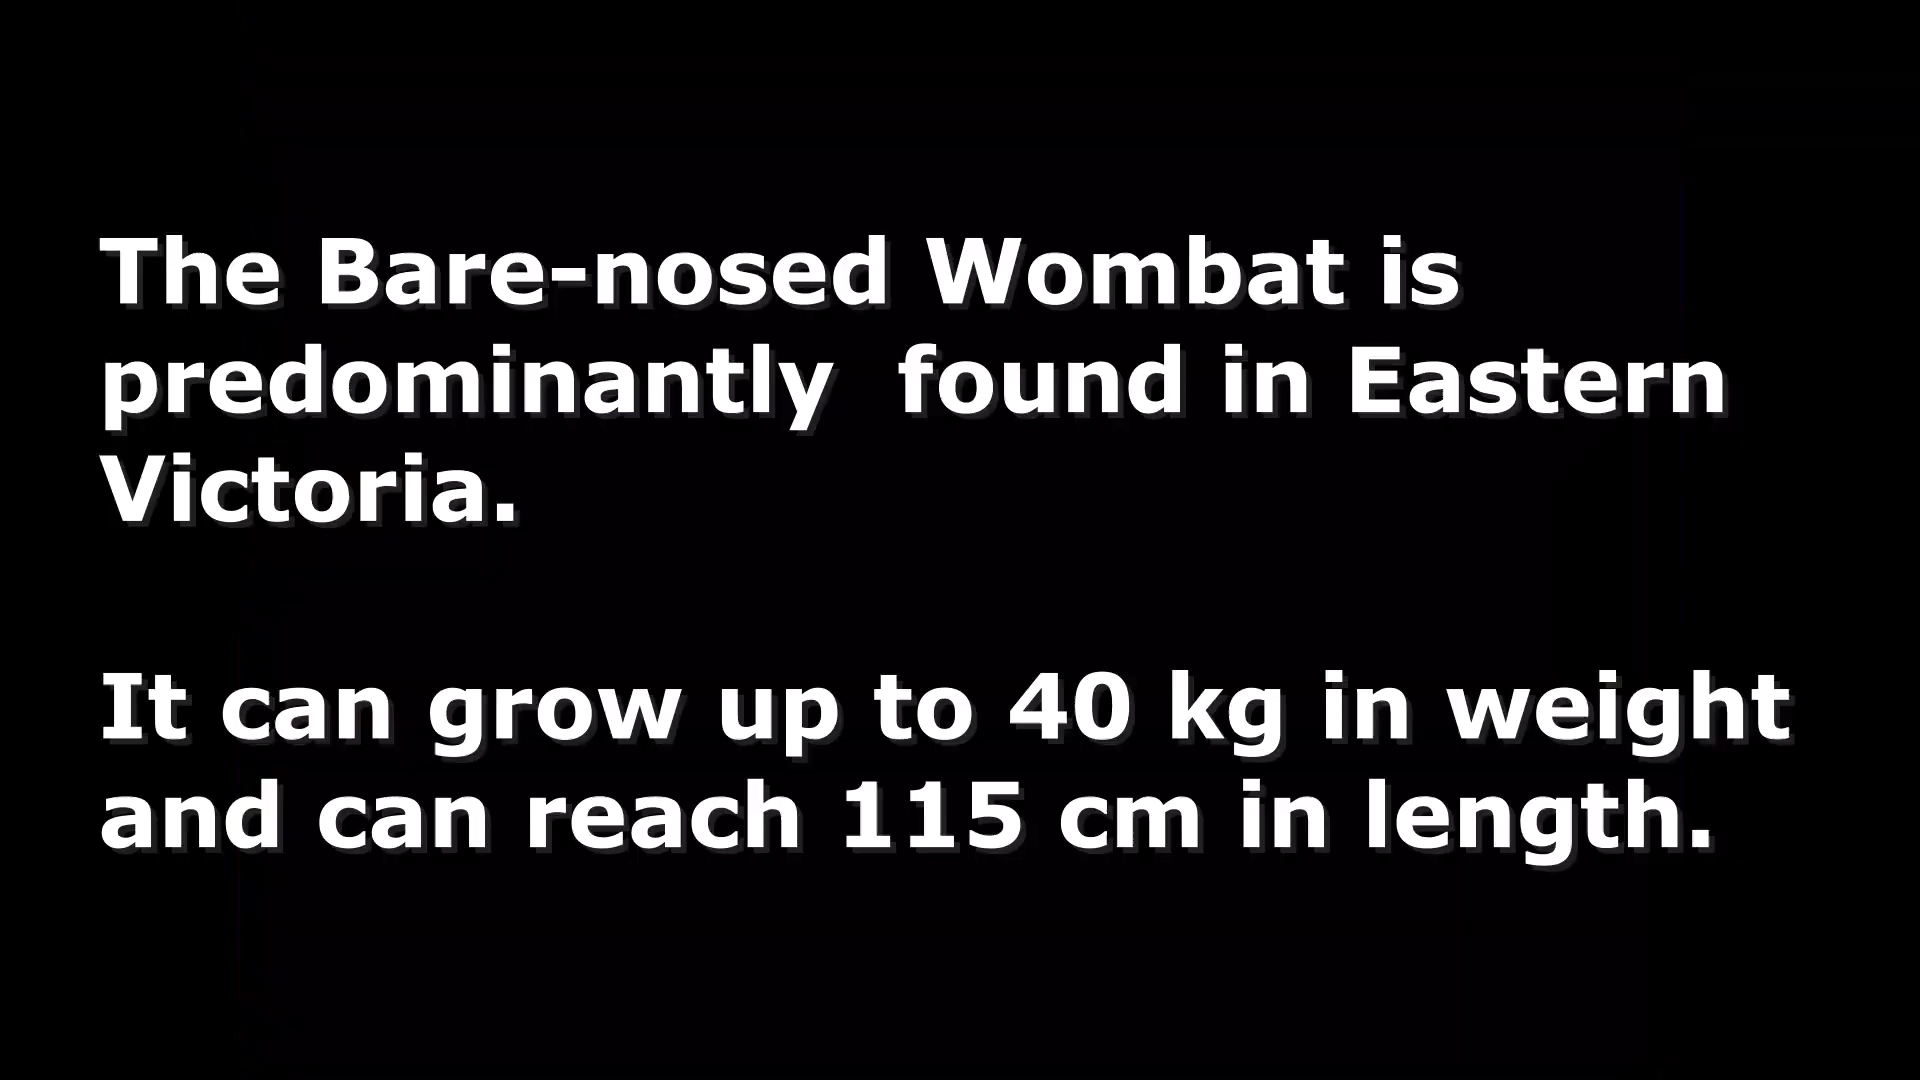 The Bare-nosed Wombat is
predominantly  found in Eastern
Victoria.
It can grow up to 40 kg in weight
and can reach 115 cm in length.